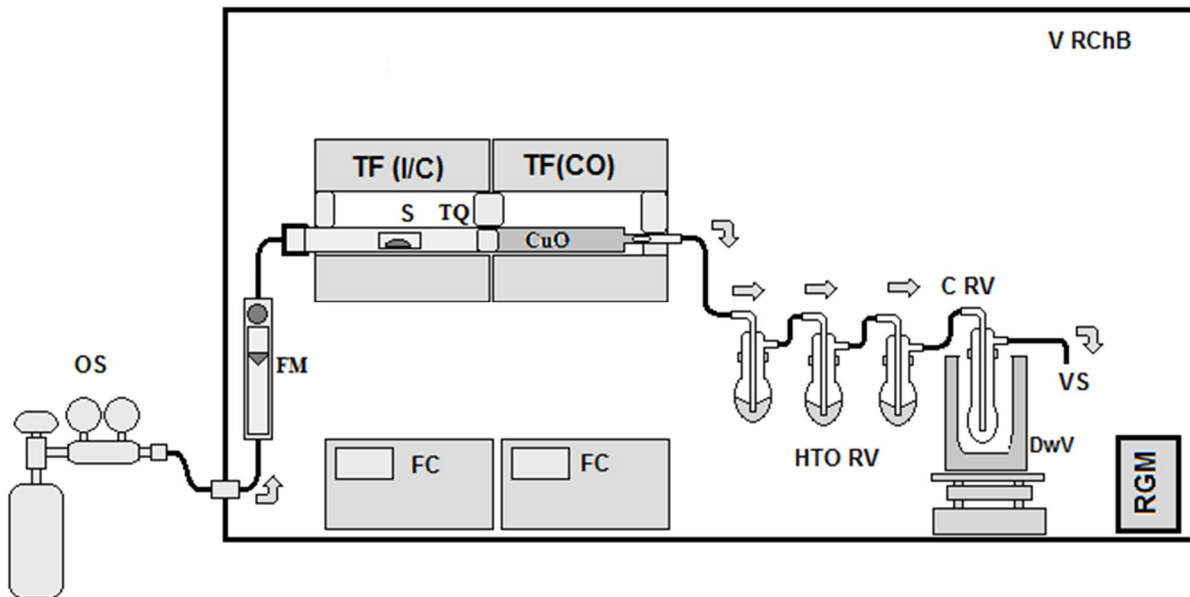 V RChB
TF (I/C)
TF(CO)
S
TQ
CuO
C RV
OS
FM
VS
FC
FC
HTO RV
DwV
RGM